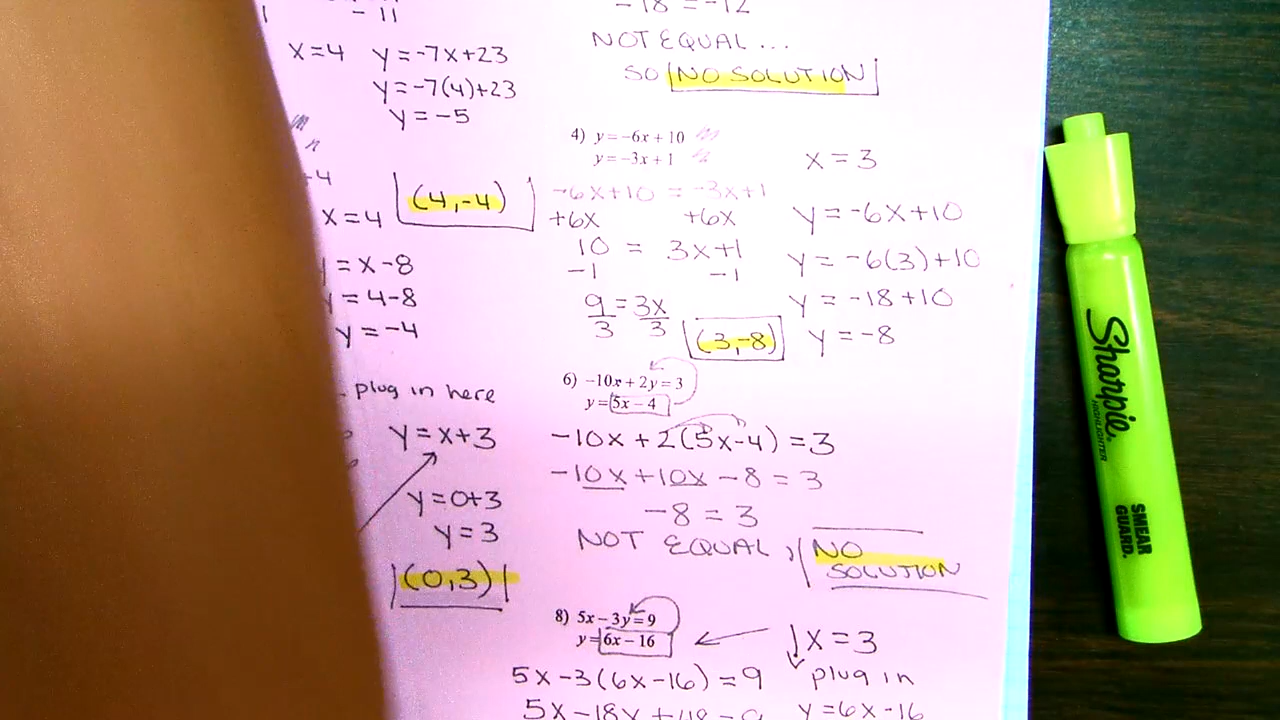 - 11
x=4 y=-7x+23
y=-7(4)+23
y=-5
(4,-4)
x=4
=x-8
=4-8
y=-4
plug in here
y=x+3
y=0+3
y=3
(0,3)
-18=-12
NOT EQUAL...
SO NO SOLUTION
4) y=-6x+10
y=-3x+1
-6x+10 = -3x+1
+6x +6x
10 = 3x+1
-1 -1
9=3x
3 3
(3,-8)
x=3
y=-6x+10
y=-6(3)+10
y=-18+10
y=-8
6) -10x+2y=3
y=5x-4
-10x+2(5x-4)=3
-10x+10x-8=3
-8=3
NOT EQUAL, NO
SOLUTION
8) 5x-3y=9
y=6x-16
5x-3(6x-16)=9
x=3
plug in
y=6x-16
Sharpie.
HIGHLIGHTER
SMEAR
GUARD.